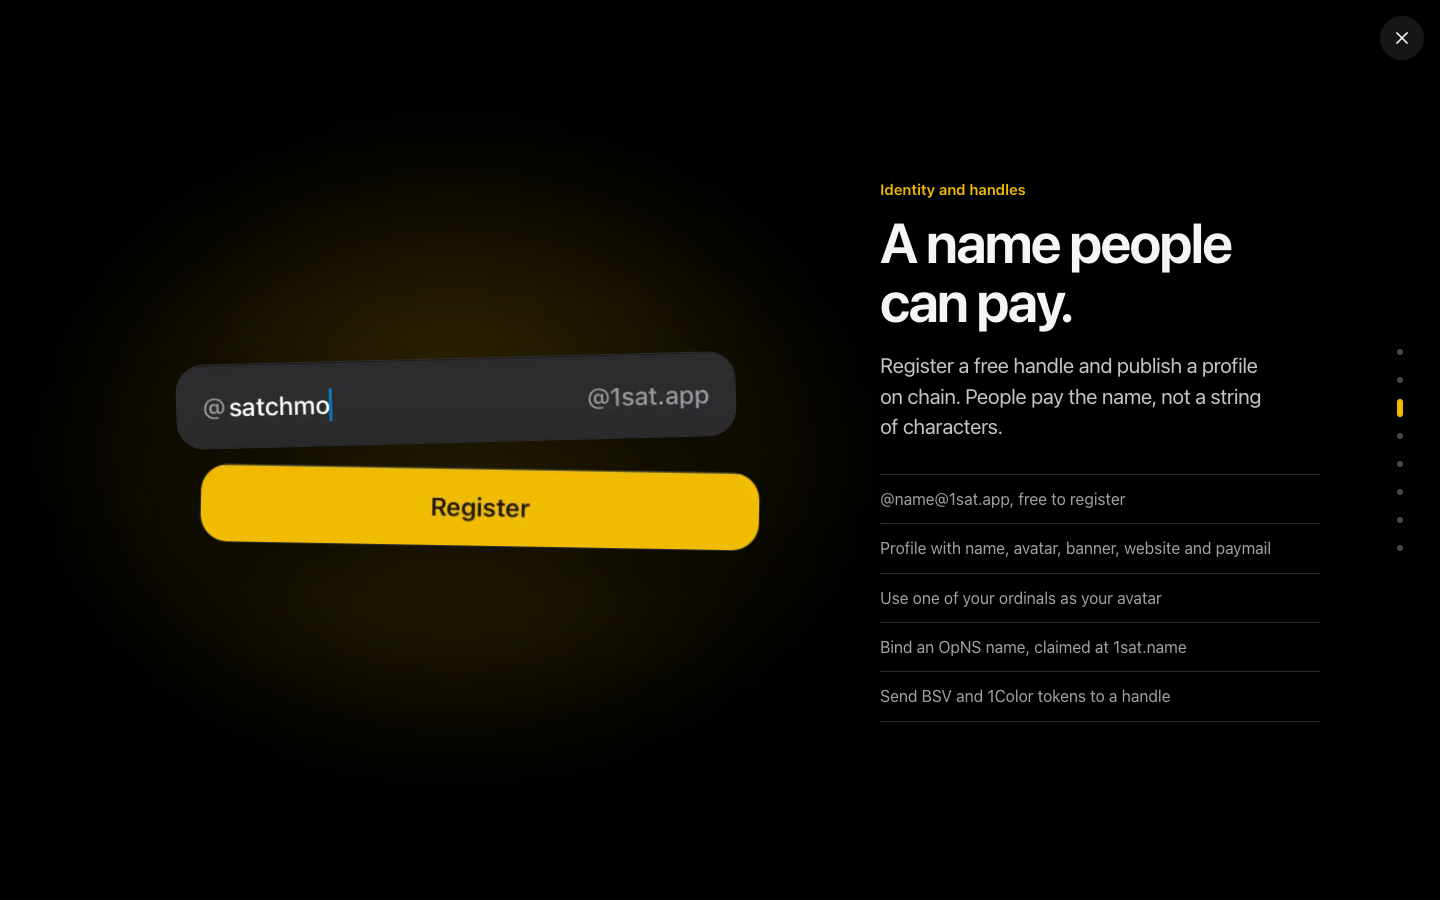 @ satchmo @1sat.app
Register
Identity and handles
A name people
can pay.
Register a free handle and publish a profile
on chain. People pay the name, not a string
of characters.
@name@1sat.app, free to register
Profile with name, avatar, banner, website and paymail
Use one of your ordinals as your avatar
Bind an OpNS name, claimed at 1sat.name
Send BSV and 1Color tokens to a handle